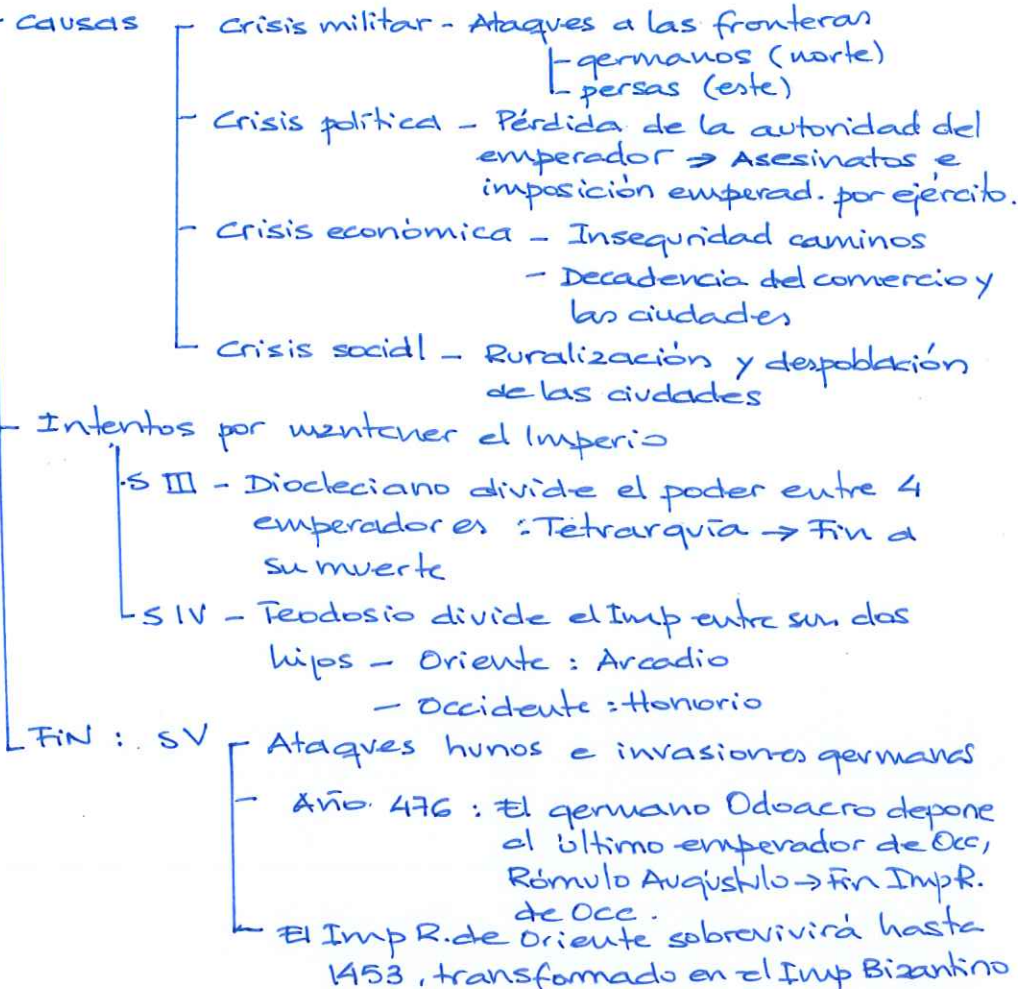 - Causas - Crisis militar - Ataques a las fronteras
- germanos (norte)
- persas (este)
- Crisis política - Pérdida de la autoridad del
emperador → Asesinatos e
imposición emperad. por ejército.
- Crisis económica - Inseguridad caminos
- Decadencia del comercio y
las ciudades
- Crisis social - Ruralización y despoblación
de las ciudades
- Intentos por mantener el Imperio
- S III - Diocleciano divide el poder entre 4
emperadores : Tetrarquía → Fin a
su muerte
- S IV - Teodosio divide el Imp entre sus dos
hijos - Oriente : Arcadio
- Occidente : Honorio
- FIN : SV - Ataques hunos e invasiones germanas
- Año 476 : El germano Odoacro depone
al último emperador de Occ,
Rómulo Augústulo → Fin Imp R.
de Occ.
- El Imp R. de Oriente sobrevivirá hasta
1453, transformado en el Imp Bizantino